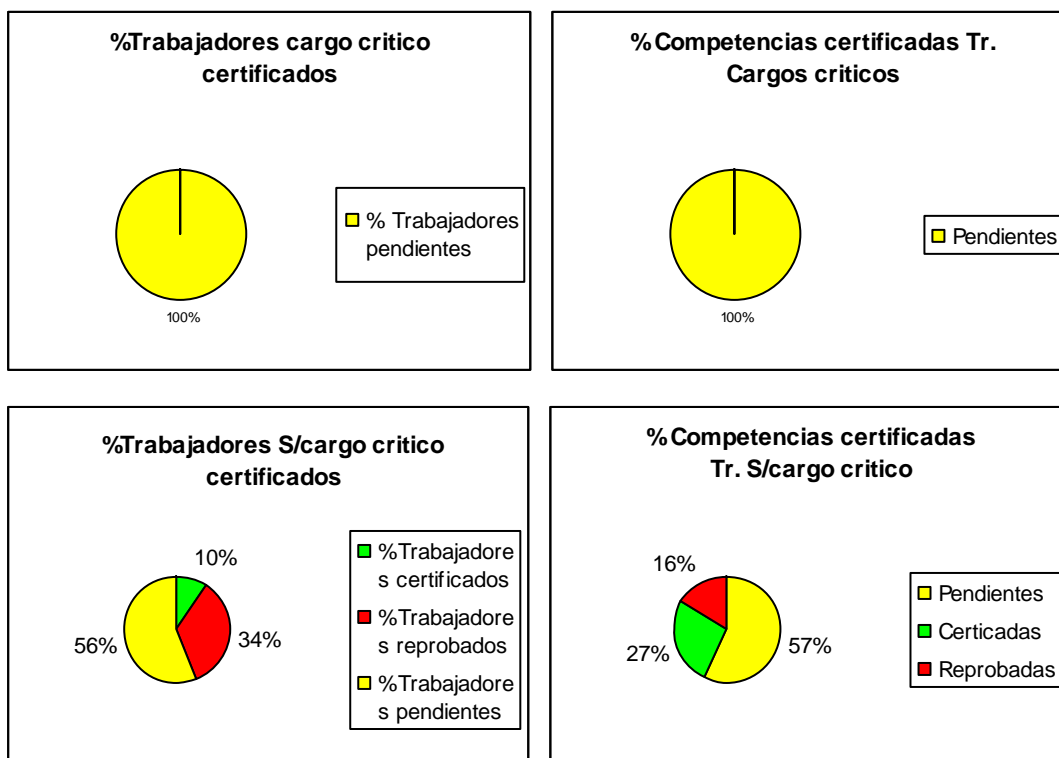 %Trabajadores cargo critico
certificados
100%
% Trabajadores
pendientes
% Competencias certificadas Tr.
Cargos criticos
100%
Pendientes
%Trabajadores S/cargo critico
certificados
10%
34%
56%
%Trabajadore
s certificados
%Trabajadore
s reprobados
%Trabajadore
s pendientes
% Competencias certificadas
Tr. S/cargo critico
16%
27%
57%
Pendientes
Certicadas
Reprobadas